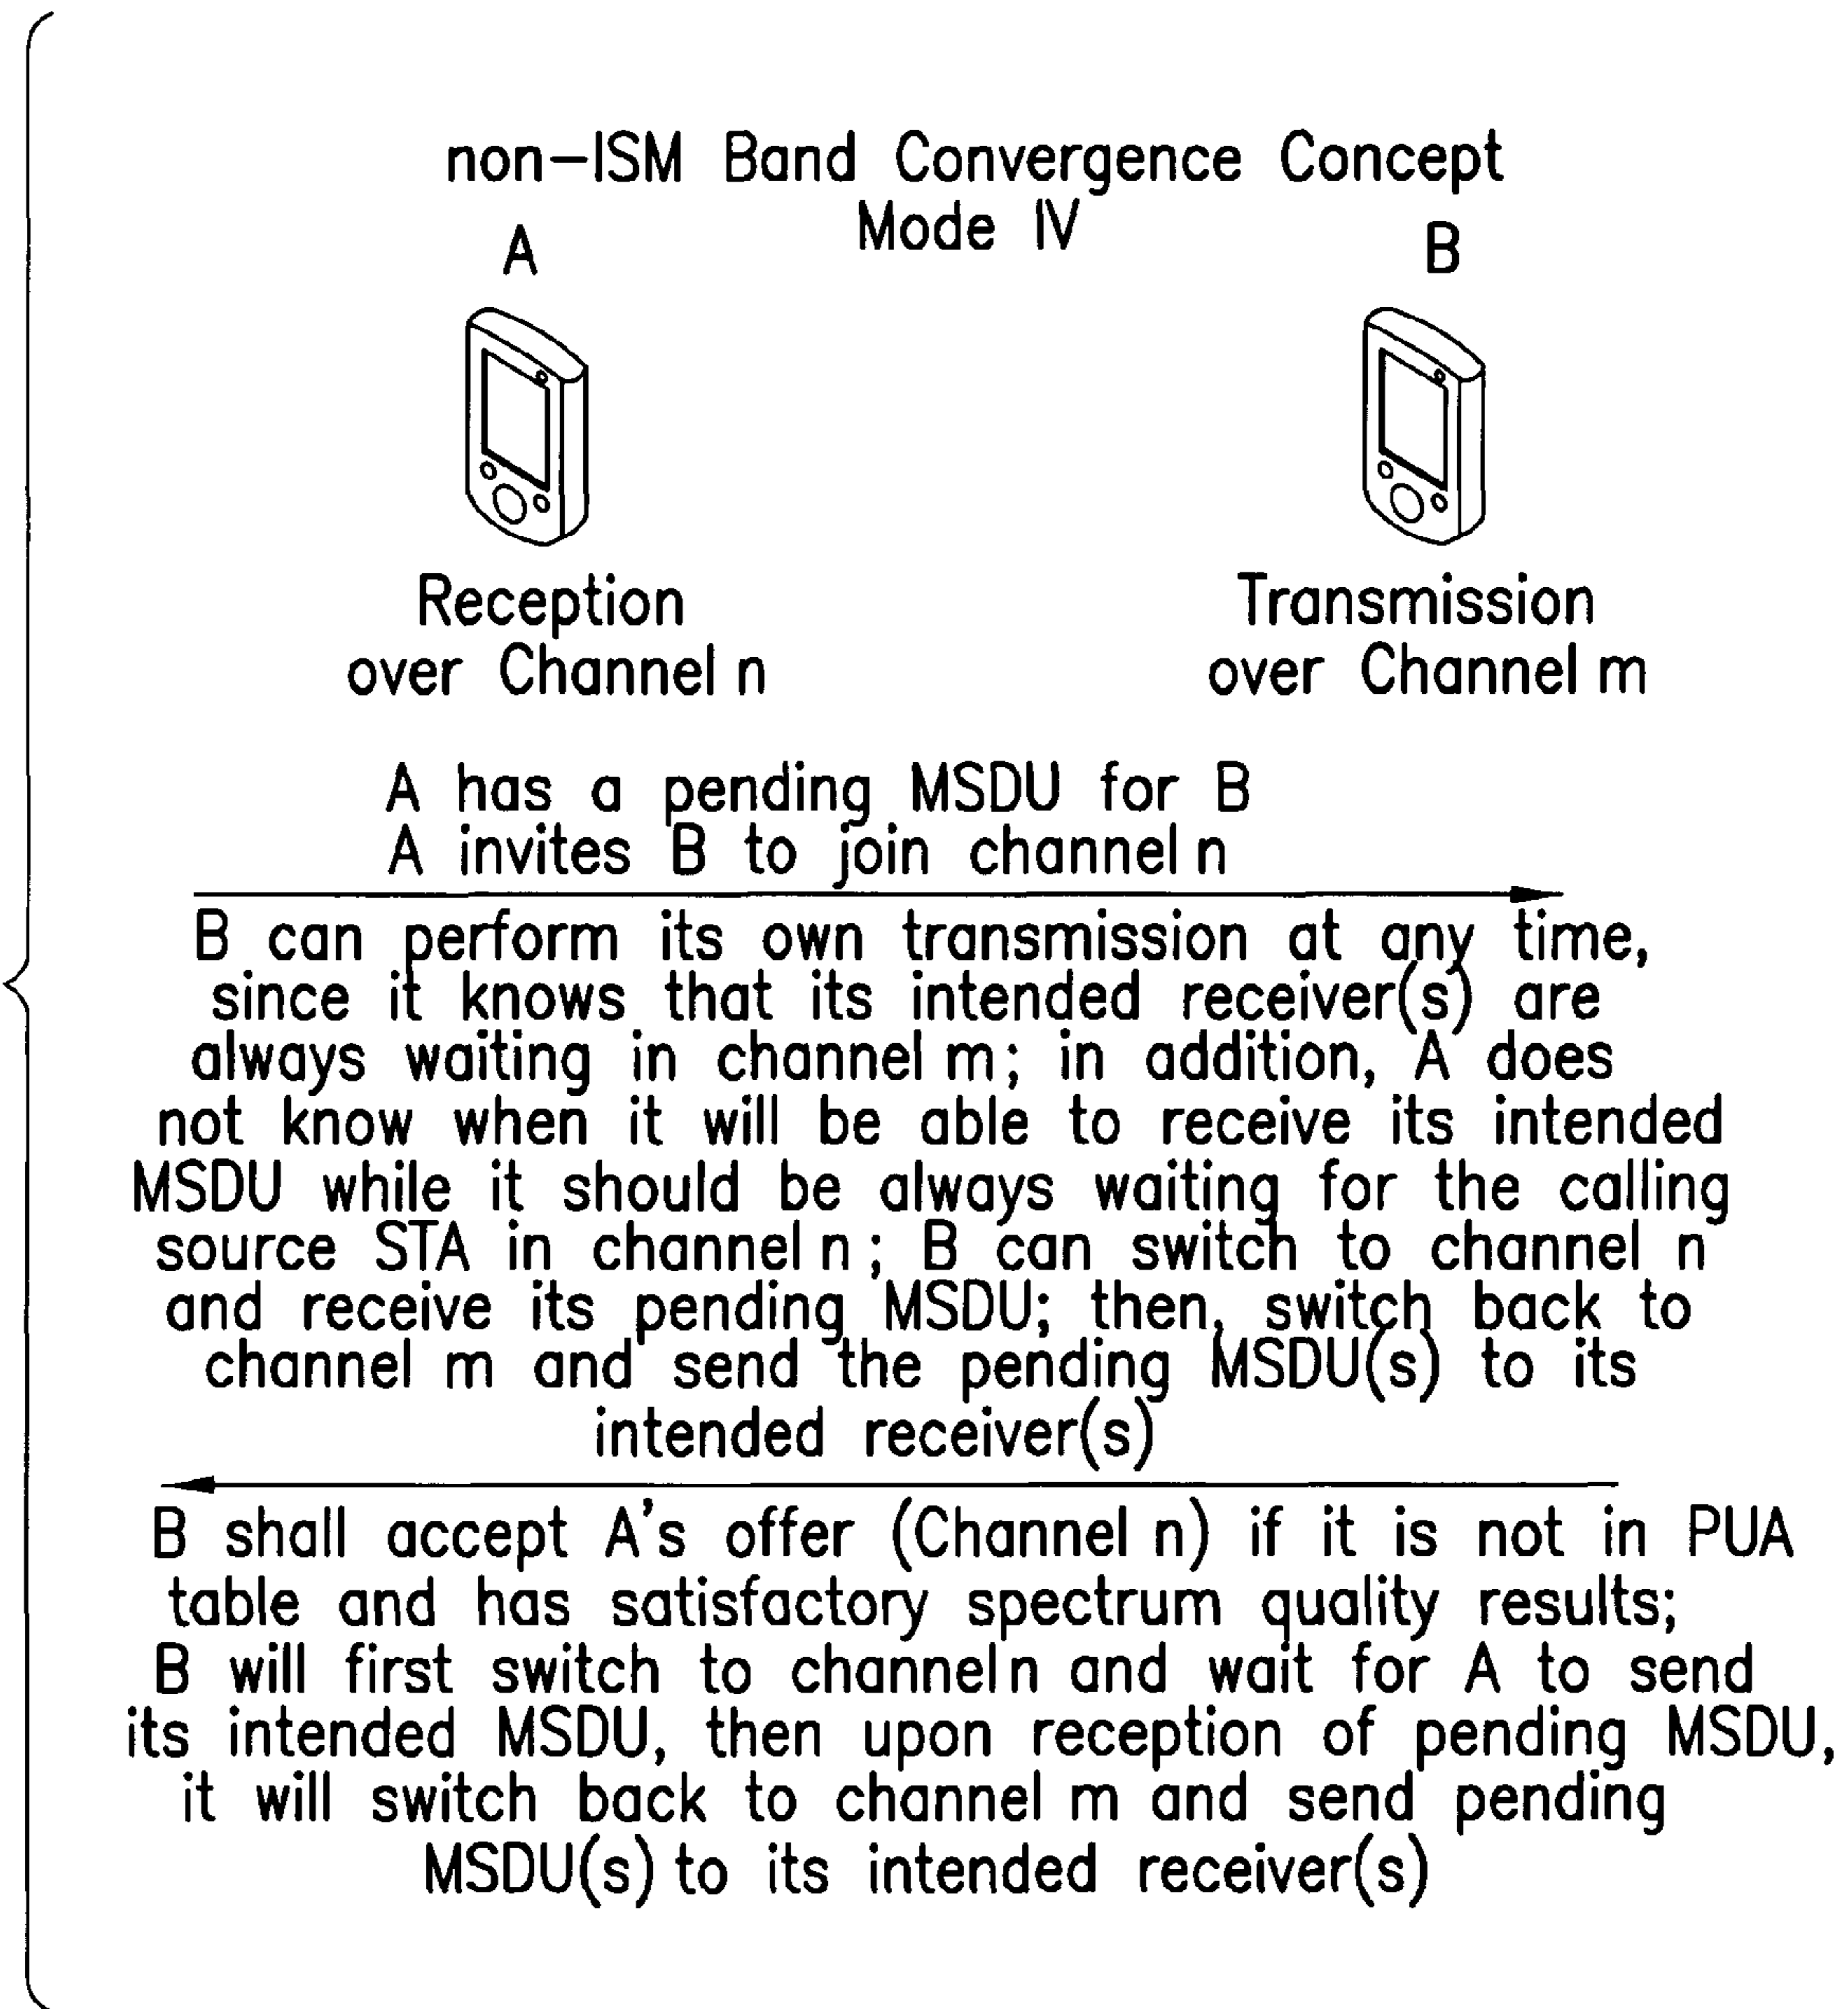 non-ISM Band Convergence Concept
Mode IV
A
B
Reception
over Channel n
Transmission
over Channel m
A has a pending MSDU for B
A invites B to join channel n
B can perform its own transmission at any time,
since it knows that its intended receiver(s) are
always waiting in channel m; in addition, A does
not know when it will be able to receive its intended
MSDU while it should be always waiting for the calling
source STA in channel n; B can switch to channel n
and receive its pending MSDU; then, switch back to
channel m and send the pending MSDU(s) to its
intended receiver(s)
B shall accept A's offer (Channel n) if it is not in PUA
table and has satisfactory spectrum quality results;
B will first switch to channel n and wait for A to send
its intended MSDU, then upon reception of pending MSDU,
it will switch back to channel m and send pending
MSDU(s) to its intended receiver(s)